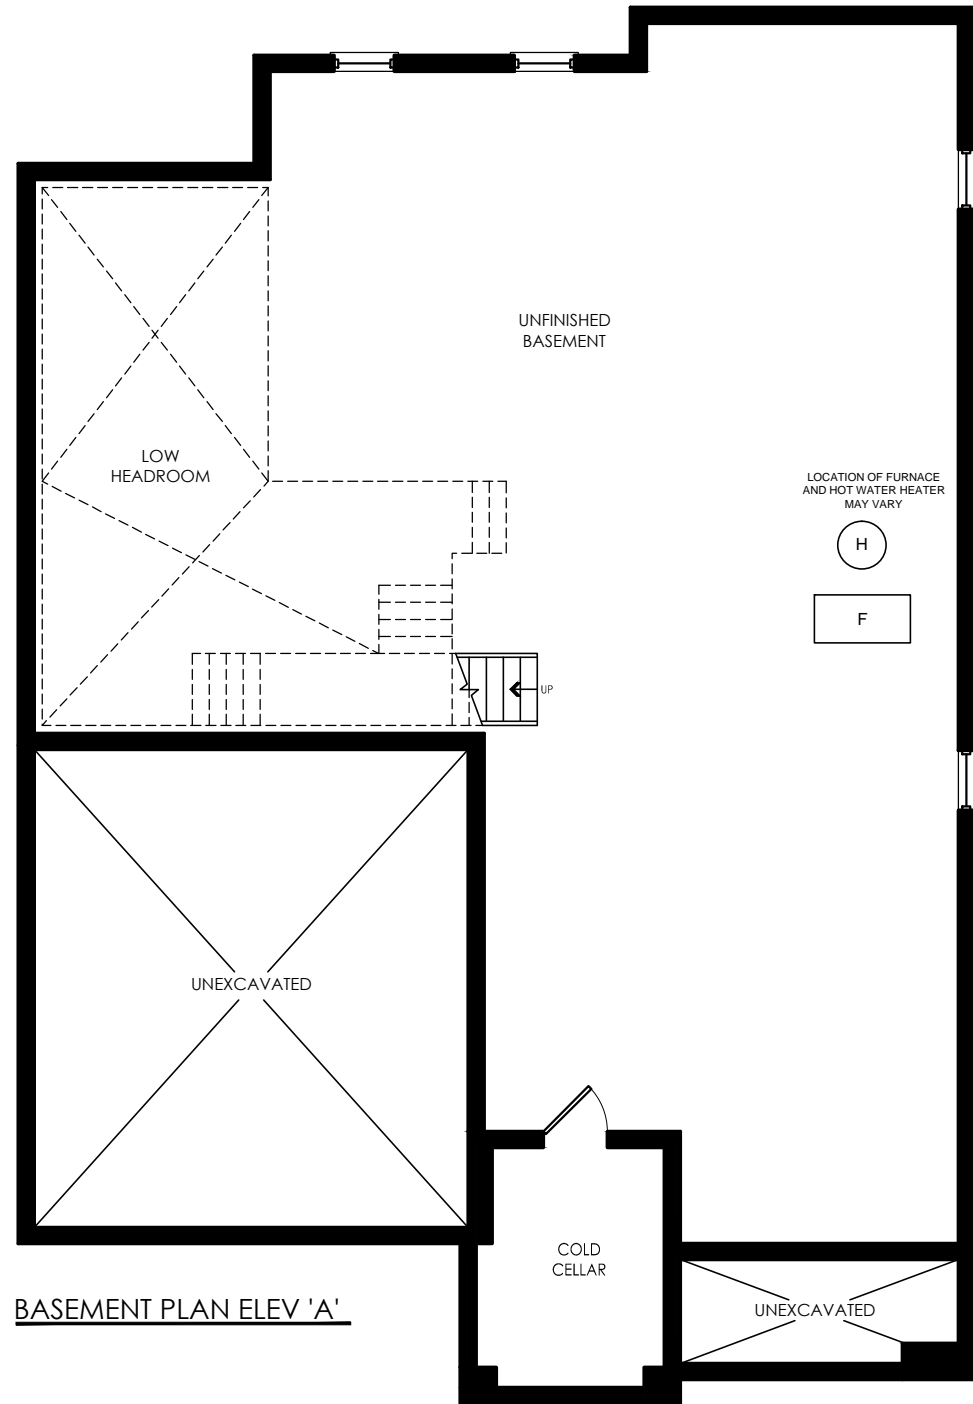 UNFINISHED
BASEMENT
LOW
HEADROOM
LOCATION OF FURNACE
AND HOT WATER HEATER
MAY VARY
H
F
UP
UNEXCAVATED
COLD
CELLAR
UNEXCAVATED
BASEMENT PLAN ELEV 'A'